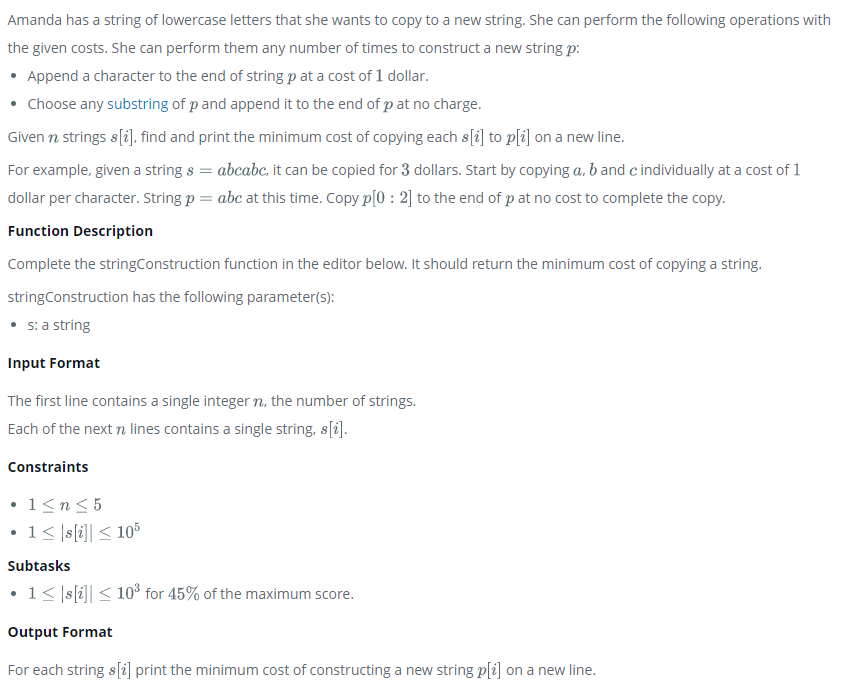 Amanda has a string of lowercase letters that she wants to copy to a new string. She can perform the following operations with
the given costs. She can perform them any number of times to construct a new string p:
• Append a character to the end of string p at a cost of 1 dollar.
• Choose any substring of p and append it to the end of p at no charge.
Given n strings s[i], find and print the minimum cost of copying each s[i] to p[i] on a new line.
For example, given a string s = abcabc, it can be copied for 3 dollars. Start by copying a, b and c individually at a cost of 1
dollar per character. String p = abc at this time. Copy p[0 : 2] to the end of p at no cost to complete the copy.
Function Description
Complete the stringConstruction function in the editor below. It should return the minimum cost of copying a string.
stringConstruction has the following parameter(s):
• s: a string
Input Format
The first line contains a single integer n, the number of strings.
Each of the next n lines contains a single string, s[i].
Constraints
• 1 ≤ n ≤ 5
• 1 ≤ |s[i]| ≤ 10⁵
Subtasks
• 1 ≤ |s[i]| ≤ 10³ for 45% of the maximum score.
Output Format
For each string s[i] print the minimum cost of constructing a new string p[i] on a new line.